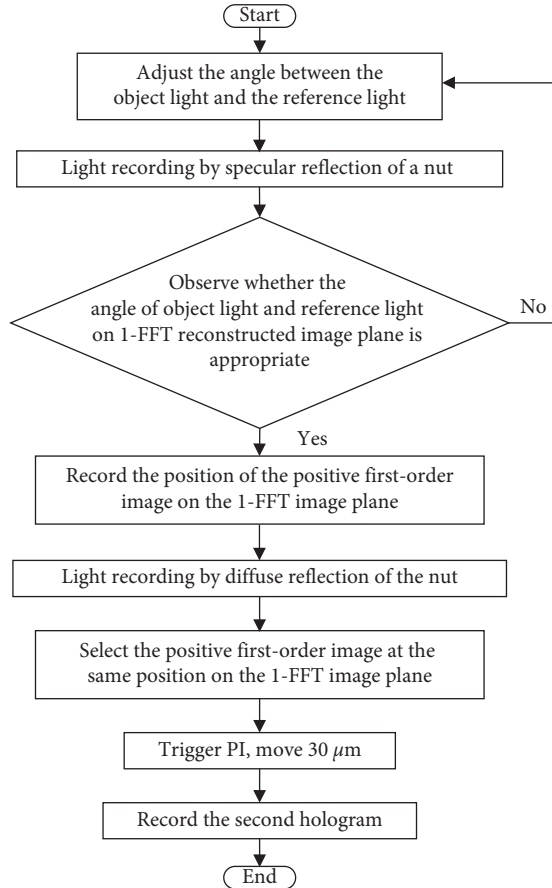 Start
Adjust the angle between the
object light and the reference light
Light recording by specular reflection of a nut
Observe whether the
angle of object light and reference light
on 1-FFT reconstructed image plane is
appropriate
No
Yes
Record the position of the positive first-order
image on the 1-FFT image plane
Light recording by diffuse reflection of the nut
Select the positive first-order image at the
same position on the 1-FFT image plane
Trigger PI, move 30 μm
Record the second hologram
End